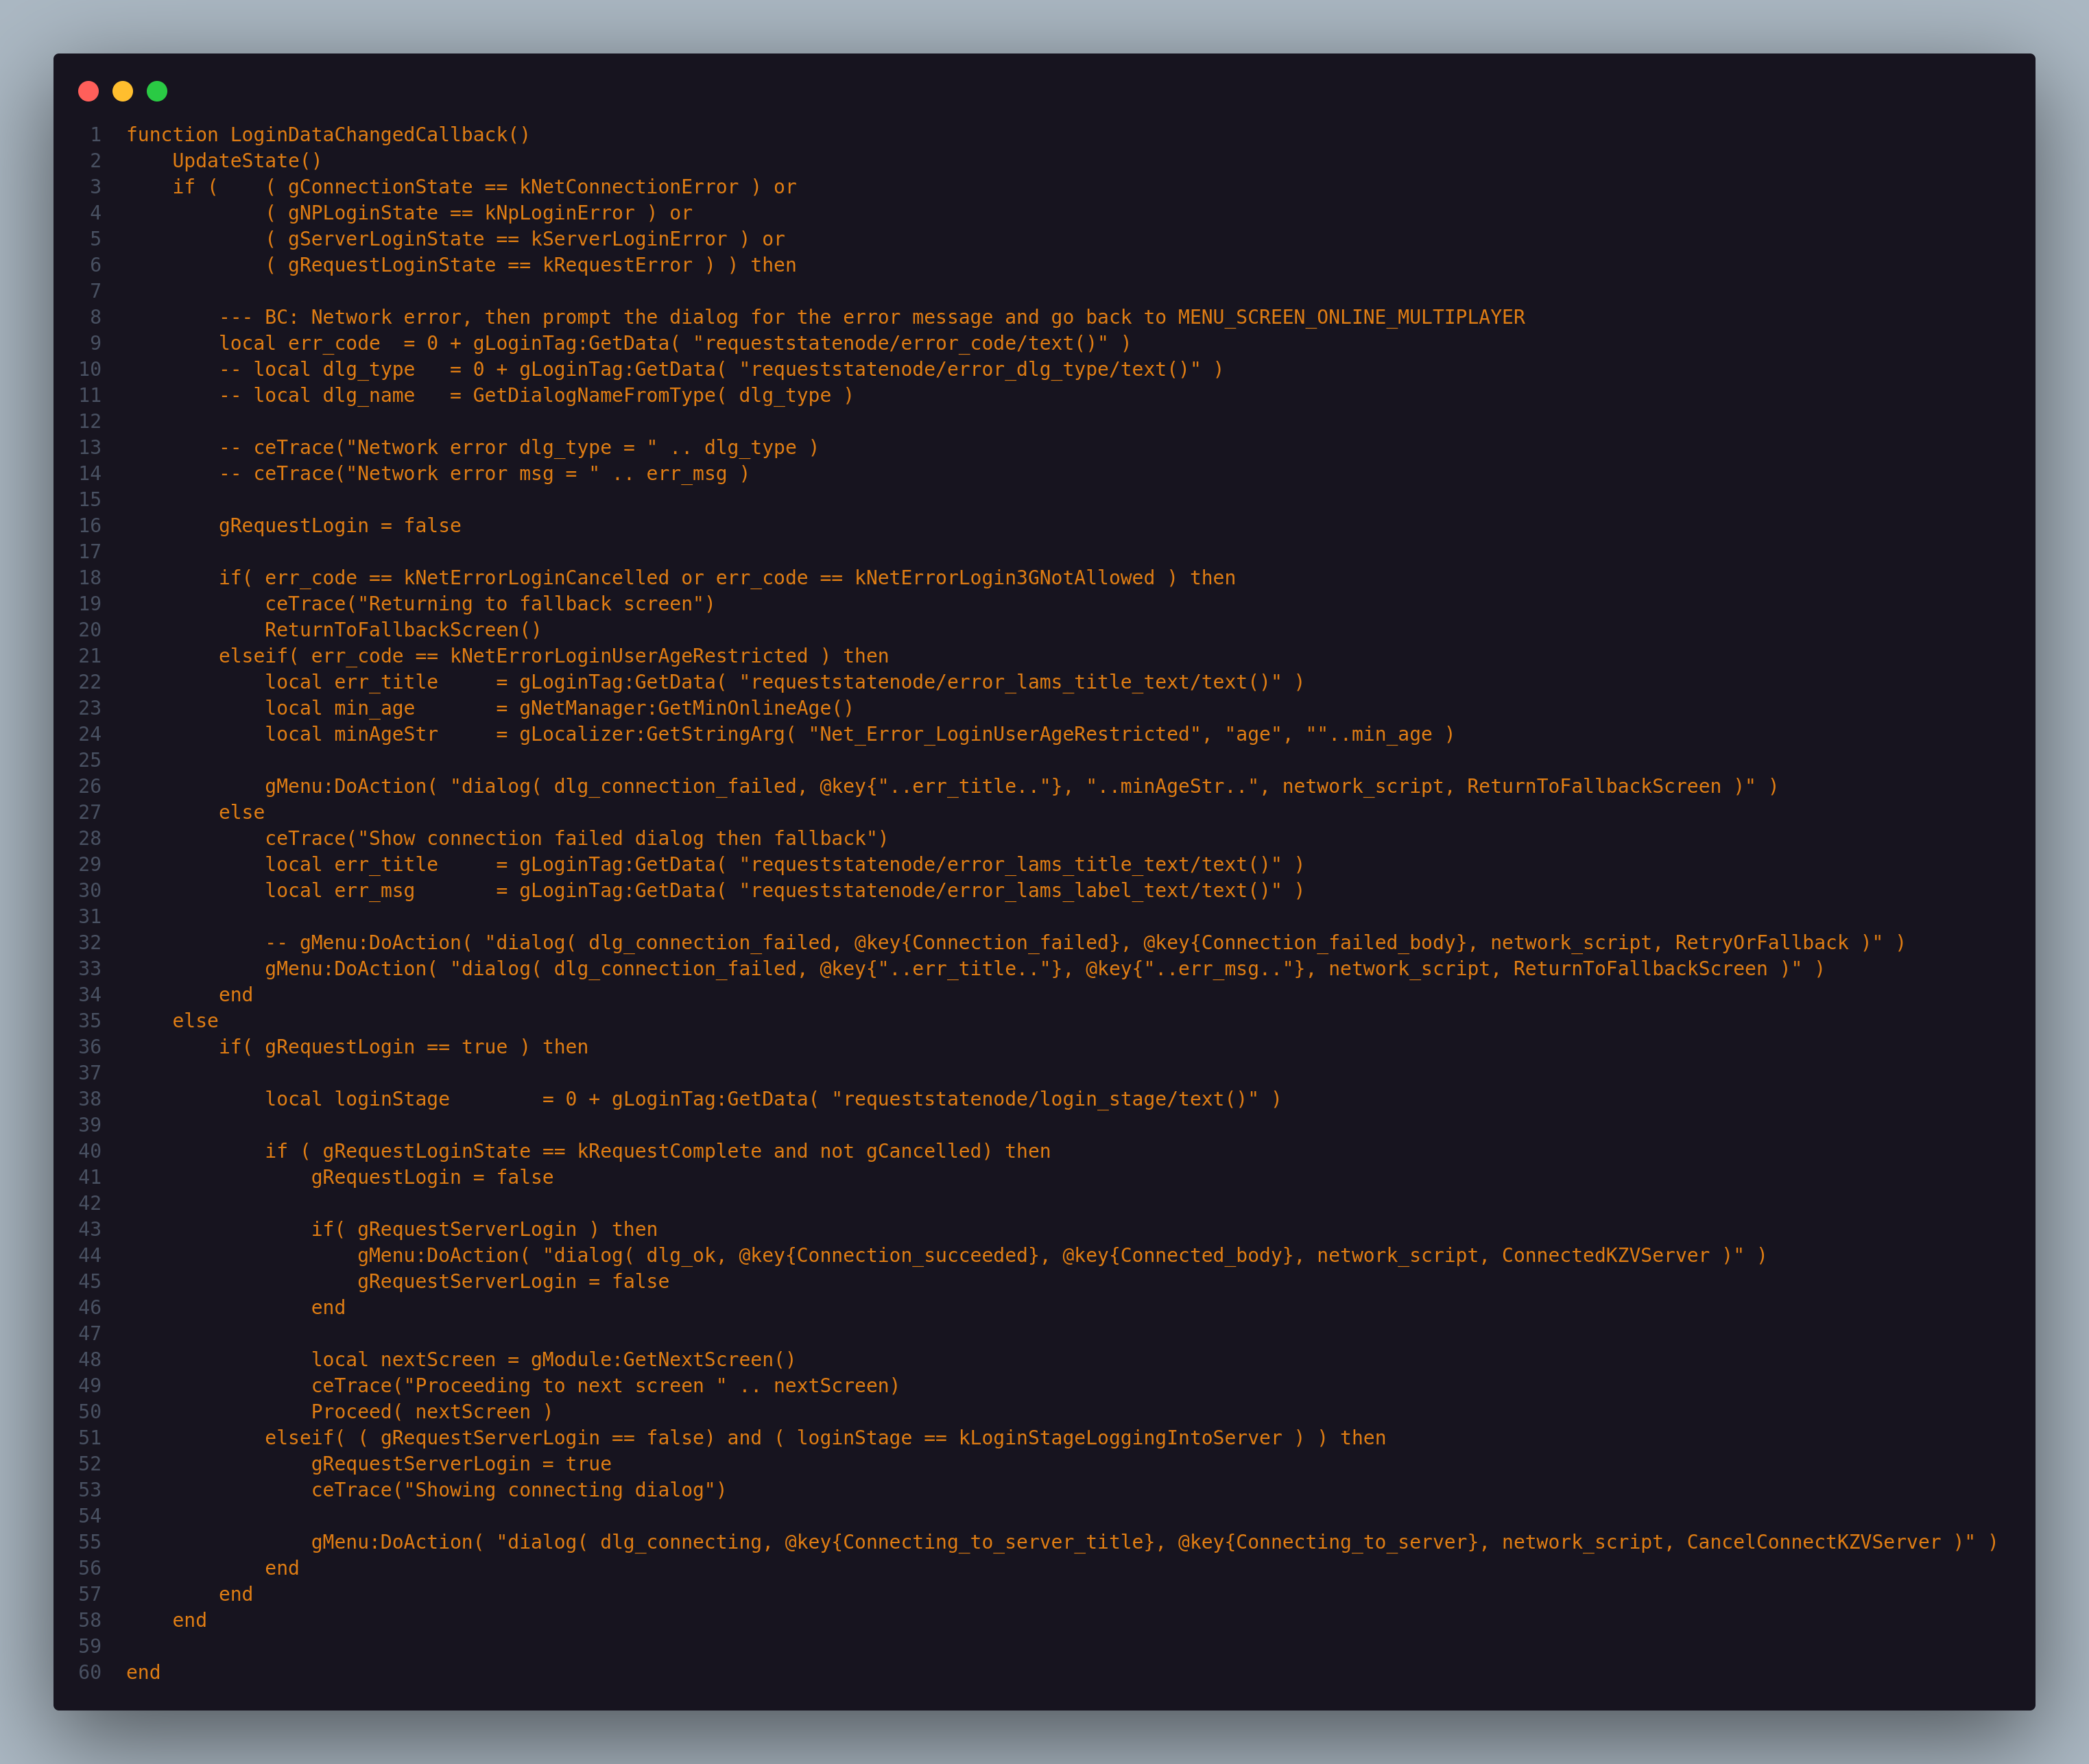 1 function LoginDataChangedCallback()
2     UpdateState()
3     if (    ( gConnectionState == kNetConnectionError ) or
4             ( gNPLoginState == kNpLoginError ) or
5             ( gServerLoginState == kServerLoginError ) or
6             ( gRequestLoginState == kRequestError ) ) then
7
8         --- BC: Network error, then prompt the dialog for the error message and go back to MENU_SCREEN_ONLINE_MULTIPLAYER
9         local err_code  = 0 + gLoginTag:GetData( "requeststatenode/error_code/text()" )
10         -- local dlg_type   = 0 + gLoginTag:GetData( "requeststatenode/error_dlg_type/text()" )
11         -- local dlg_name   = GetDialogNameFromType( dlg_type )
12
13         -- ceTrace("Network error dlg_type = " .. dlg_type )
14         -- ceTrace("Network error msg = " .. err_msg )
15
16         gRequestLogin = false
17
18         if( err_code == kNetErrorLoginCancelled or err_code == kNetErrorLogin3GNotAllowed ) then
19             ceTrace("Returning to fallback screen")
20             ReturnToFallbackScreen()
21         elseif( err_code == kNetErrorLoginUserAgeRestricted ) then
22             local err_title     = gLoginTag:GetData( "requeststatenode/error_lams_title_text/text()" )
23             local min_age       = gNetManager:GetMinOnlineAge()
24             local minAgeStr     = gLocalizer:GetStringArg( "Net_Error_LoginUserAgeRestricted", "age", ""..min_age )
25
26             gMenu:DoAction( "dialog( dlg_connection_failed, @key{"..err_title.."}, "..minAgeStr..", network_script, ReturnToFallbackScreen )" )
27         else
28             ceTrace("Show connection failed dialog then fallback")
29             local err_title     = gLoginTag:GetData( "requeststatenode/error_lams_title_text/text()" )
30             local err_msg       = gLoginTag:GetData( "requeststatenode/error_lams_label_text/text()" )
31
32             -- gMenu:DoAction( "dialog( dlg_connection_failed, @key{Connection_failed}, @key{Connection_failed_body}, network_script, RetryOrFallback )" )
33             gMenu:DoAction( "dialog( dlg_connection_failed, @key{"..err_title.."}, @key{"..err_msg.."}, network_script, ReturnToFallbackScreen )" )
34         end
35     else
36         if( gRequestLogin == true ) then
37
38             local loginStage        = 0 + gLoginTag:GetData( "requeststatenode/login_stage/text()" )
39
40             if ( gRequestLoginState == kRequestComplete and not gCancelled) then
41                 gRequestLogin = false
42
43                 if( gRequestServerLogin ) then
44                     gMenu:DoAction( "dialog( dlg_ok, @key{Connection_succeeded}, @key{Connected_body}, network_script, ConnectedKZVServer )" )
45                     gRequestServerLogin = false
46                 end
47
48                 local nextScreen = gModule:GetNextScreen()
49                 ceTrace("Proceeding to next screen " .. nextScreen)
50                 Proceed( nextScreen )
51             elseif( ( gRequestServerLogin == false) and ( loginStage == kLoginStageLoggingIntoServer ) ) then
52                 gRequestServerLogin = true
53                 ceTrace("Showing connecting dialog")
54
55                 gMenu:DoAction( "dialog( dlg_connecting, @key{Connecting_to_server_title}, @key{Connecting_to_server}, network_script, CancelConnectKZVServer )" )
56             end
57         end
58     end
59
60 end